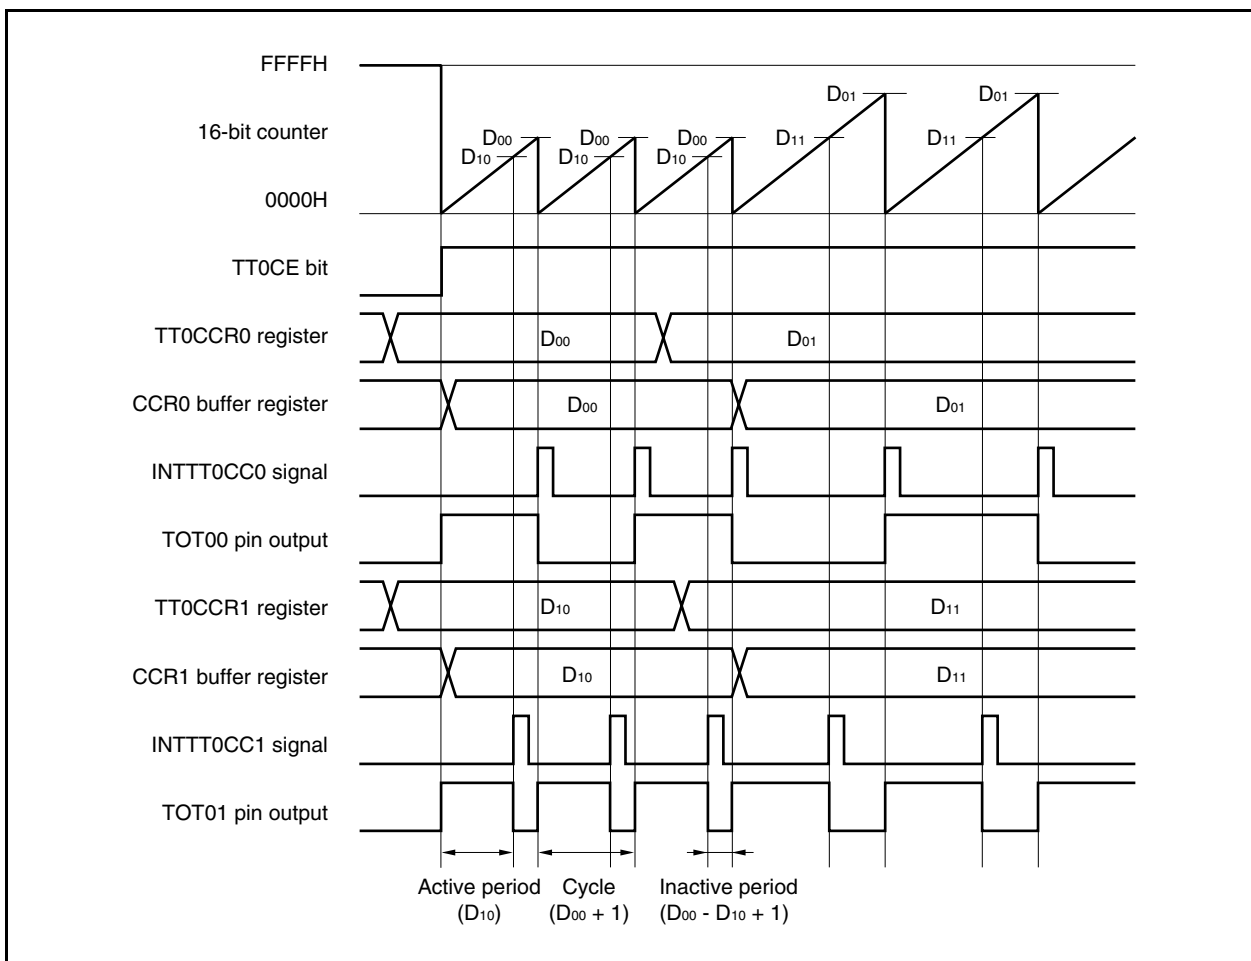 FFFFH
D01 D01
16-bit counter D00 D00 D00 D11 D11
D10 D10 D10
0000H
TT0CE bit
TT0CCR0 register D00 D01
CCR0 buffer register D00 D01
INTTT0CC0 signal
TOT00 pin output
TT0CCR1 register D10 D11
CCR1 buffer register D10 D11
INTTT0CC1 signal
TOT01 pin output
Active period Cycle Inactive period
(D10) (D00 + 1) (D00 - D10 + 1)